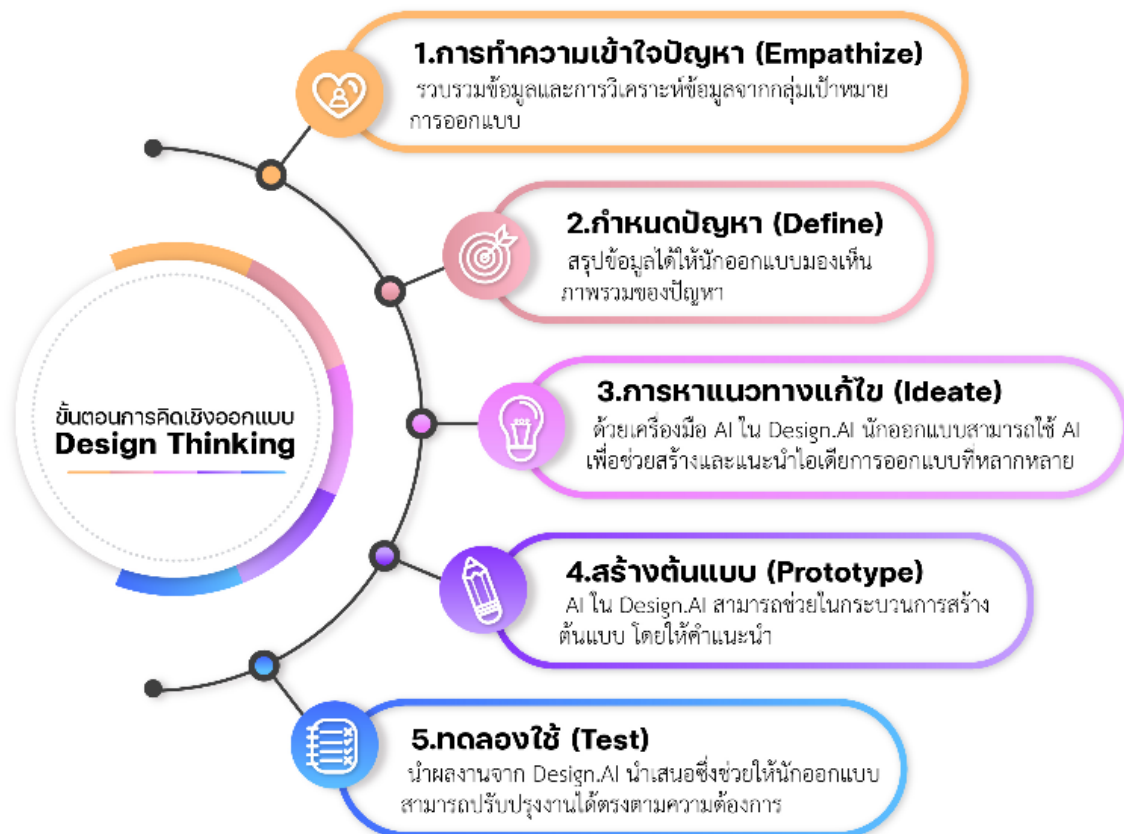 1.การทำความเข้าใจปัญหา (Empathize)
รวบรวมข้อมูลและการวิเคราะห์ข้อมูลจากกลุ่มเป้าหมาย
การออกแบบ
2.กำหนดปัญหา (Define)
สรุปข้อมูลได้ให้นักออกแบบมองเห็น
ภาพรวมของปัญหา
ขั้นตอนการคิดเชิงออกแบบ
Design Thinking
3.การหาแนวทางแก้ไข (Ideate)
ด้วยเครื่องมือ AI ใน Design.AI นักออกแบบสามารถใช้ AI
เพื่อช่วยสร้างและแนะนำไอเดียการออกแบบที่หลากหลาย
4.สร้างต้นแบบ (Prototype)
AI ใน Design.AI สามารถช่วยในกระบวนการสร้าง
ต้นแบบ โดยให้คำแนะนำ
5.ทดลองใช้ (Test)
นำผลงานจาก Design.AI นำเสนอซึ่งช่วยให้นักออกแบบ
สามารถปรับปรุงงานได้ตรงตามความต้องการ